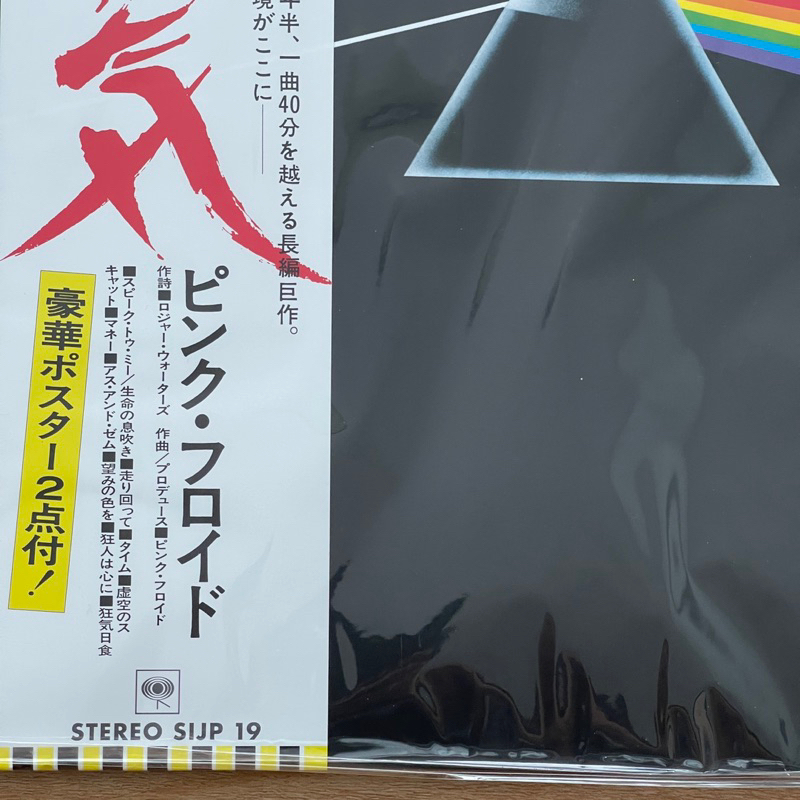 気
年半、一曲40分を越える長編巨作。
境がここに——
ピンク・フロイド
作詩■ロジャー・ウォーターズ 作曲/プロデュース■ピンク・フロイド
■スピーク・トゥ・ミー/生命の息吹き■走り回って■タイム■虚空のス
キャット■マネー■アス・アンド・ゼム■望みの色を■狂人は心に■狂気日食
豪華ポスター2点付!
STEREO SIJP 19